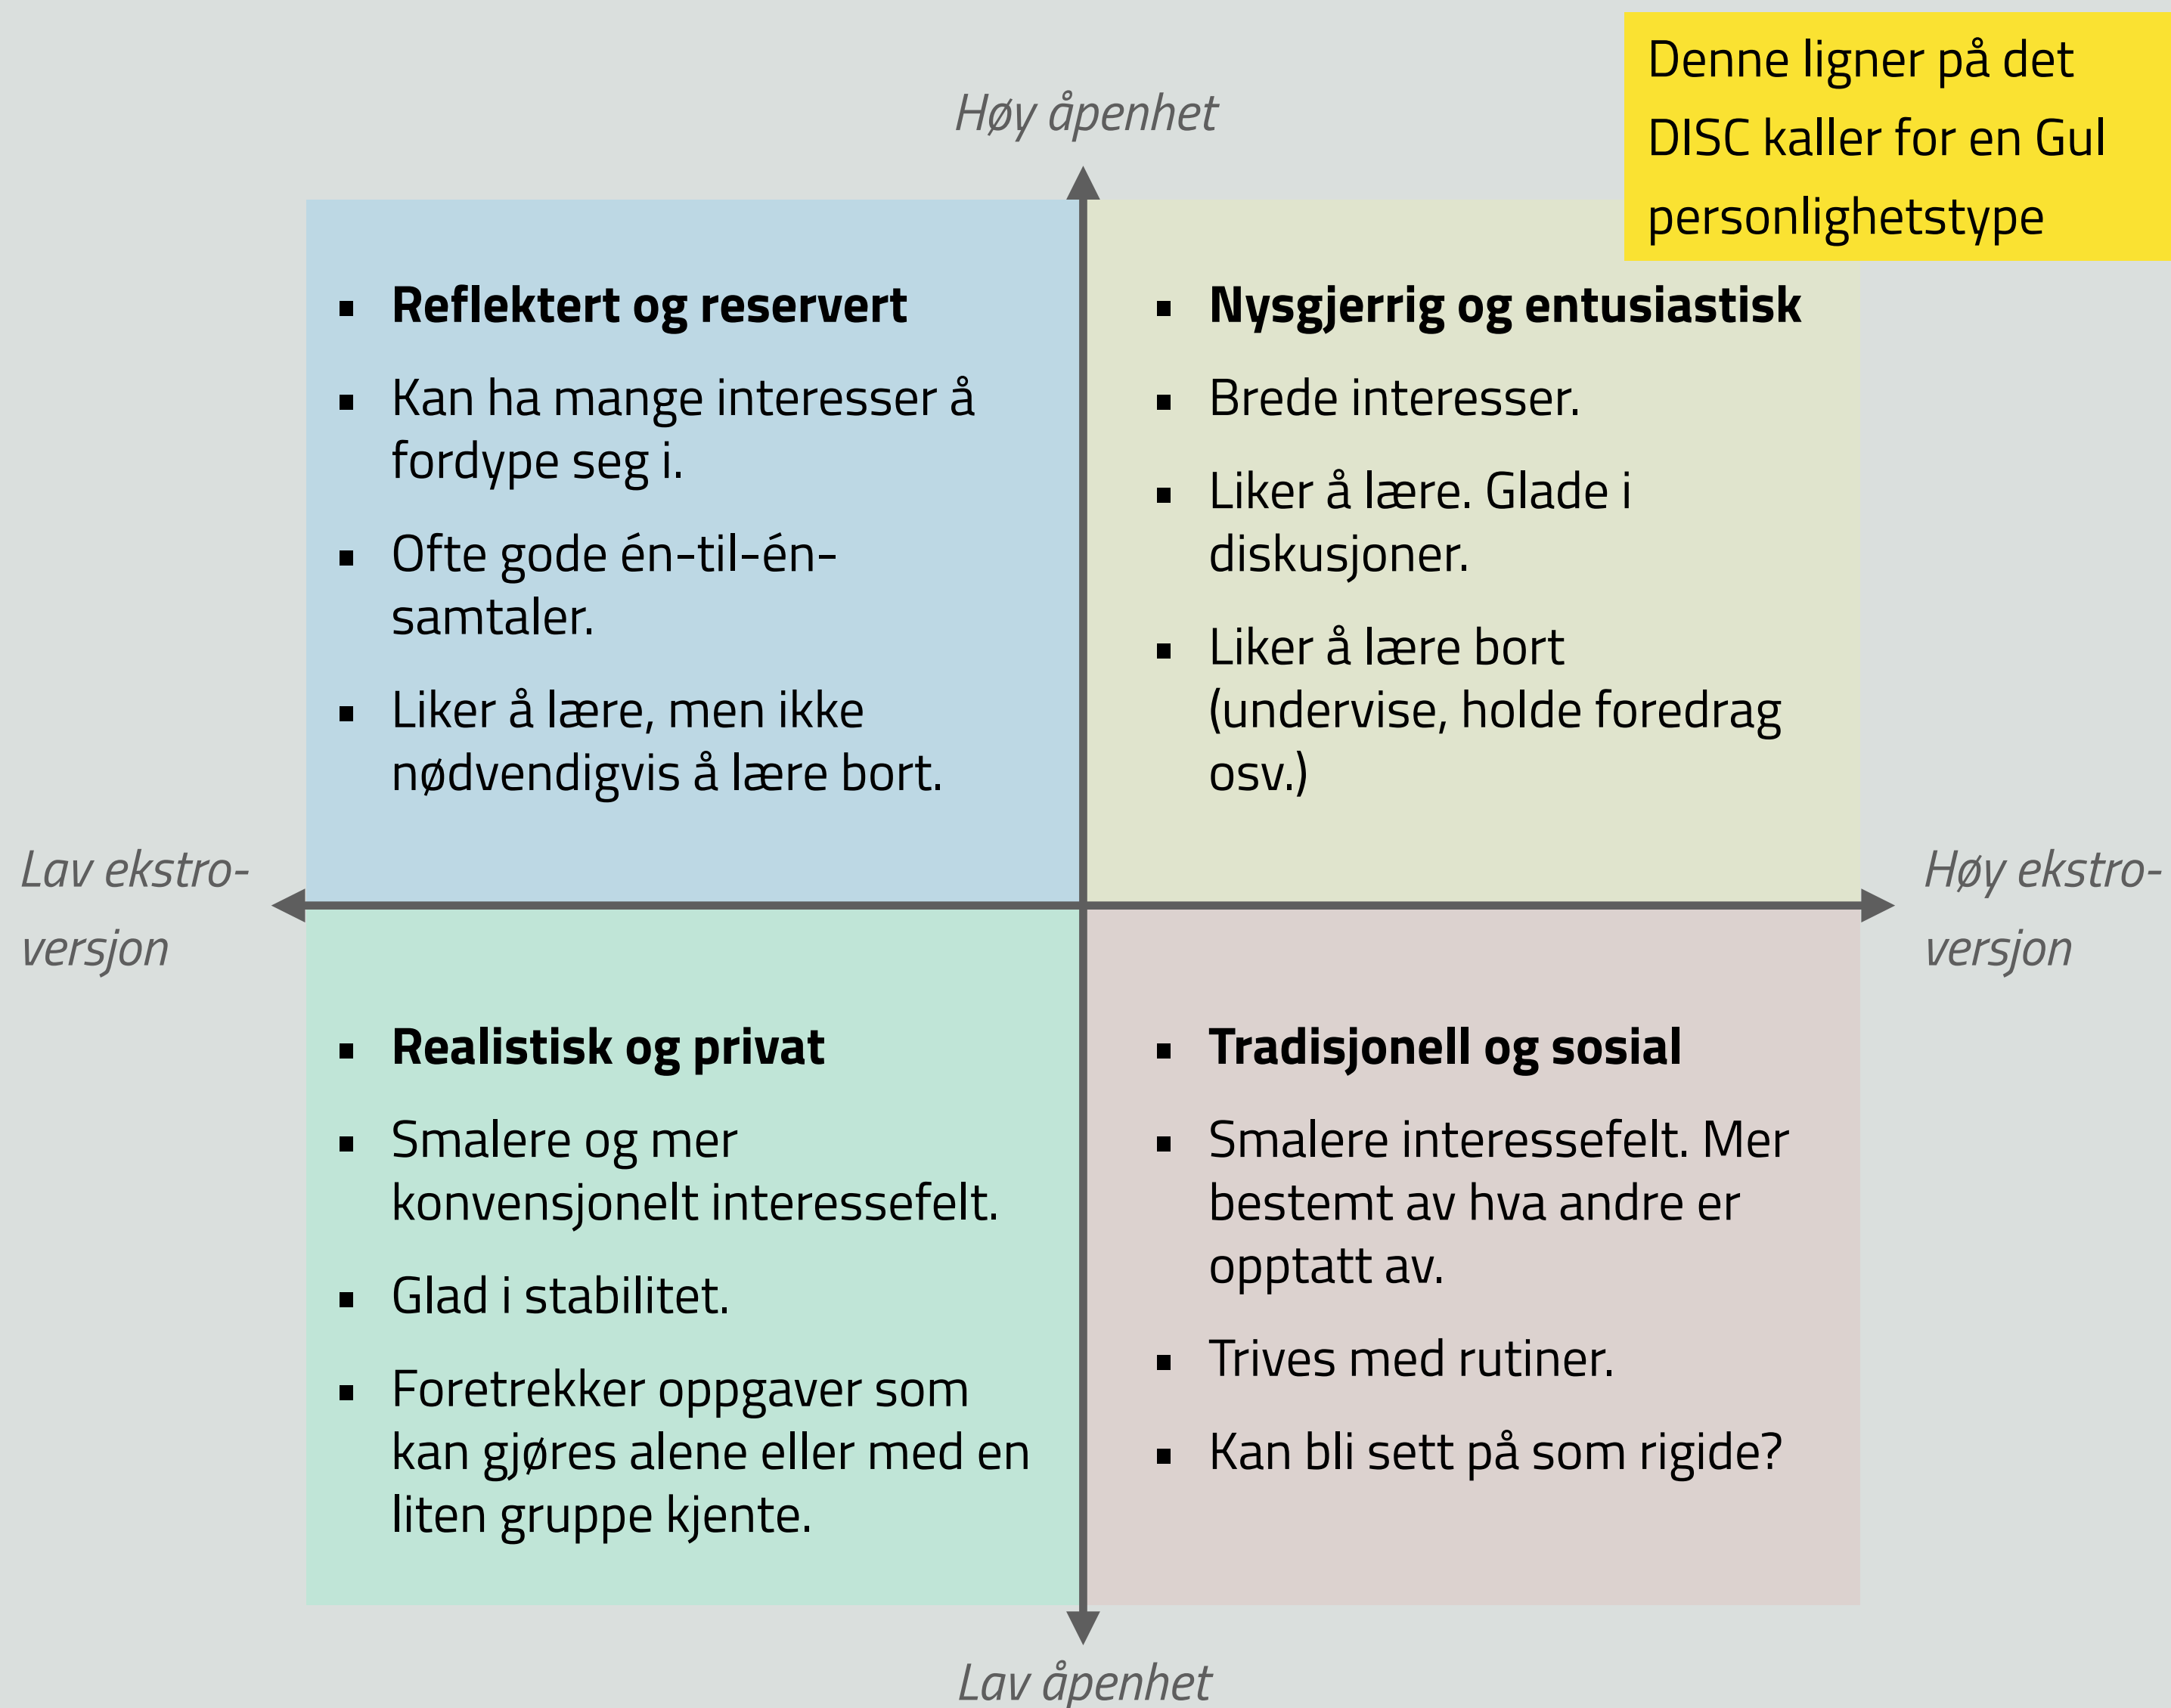 Denne ligner på det
DISC kaller for en Gul
personlighetstype
Høy åpenhet
▪ Reflektert og reservert
▪ Kan ha mange interesser å
fordype seg i.
▪ Ofte gode én-til-én-
samtaler.
▪ Liker å lære, men ikke
nødvendigvis å lære bort.
▪ Nysgjerrig og entusiastisk
▪ Brede interesser.
▪ Liker å lære. Glade i
diskusjoner.
▪ Liker å lære bort
(undervise, holde foredrag
osv.)
Lav ekstro-
versjon
Høy ekstro-
versjon
▪ Realistisk og privat
▪ Smalere og mer
konvensjonelt interessefelt.
▪ Glad i stabilitet.
▪ Foretrekker oppgaver som
kan gjøres alene eller med en
liten gruppe kjente.
▪ Tradisjonell og sosial
▪ Smalere interessefelt. Mer
bestemt av hva andre er
opptatt av.
▪ Trives med rutiner.
▪ Kan bli sett på som rigide?
Lav åpenhet